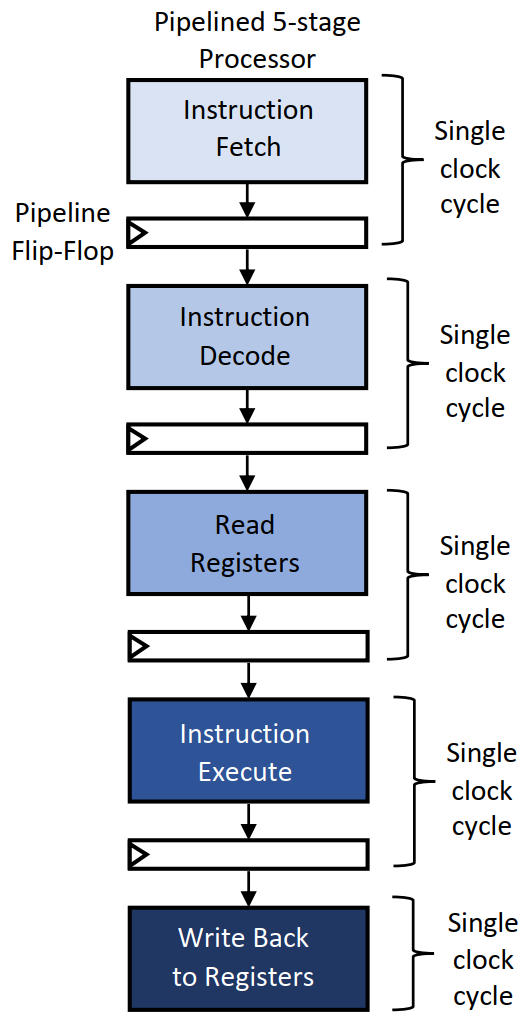 Pipelined 5-stage
Processor
Instruction
Fetch
Single
clock
cycle
Pipeline
Flip-Flop
Instruction
Decode
Single
clock
cycle
Read
Registers
Single
clock
cycle
Instruction
Execute
Single
clock
cycle
Write Back
to Registers
Single
clock
cycle